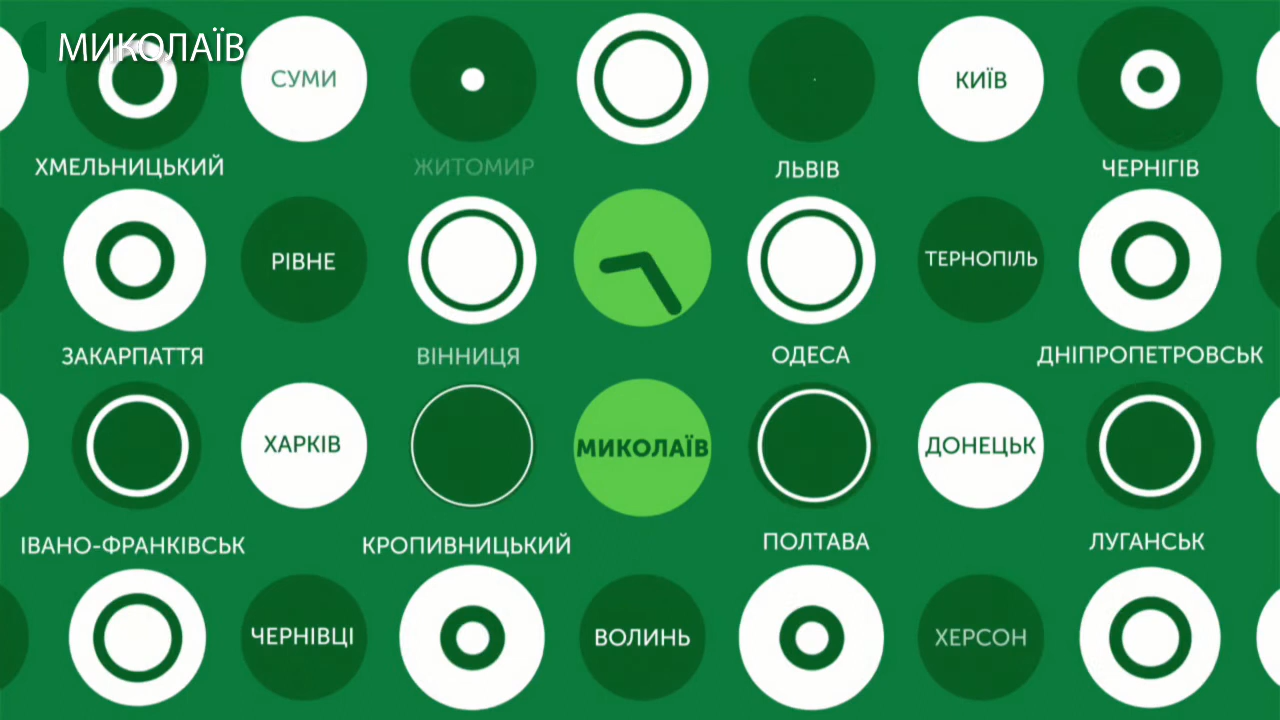 МИКОЛАЇВ
СУМИ
КИЇВ
ХМЕЛЬНИЦЬКИЙ
ЖИТОМИР
ЛЬВІВ
ЧЕРНІГІВ
РІВНЕ
ТЕРНОПІЛЬ
ЗАКАРПАТТЯ
ВІННИЦЯ
ОДЕСА
ДНІПРОПЕТРОВСЬК
ХАРКІВ
МИКОЛАЇВ
ДОНЕЦЬК
ІВАНО-ФРАНКІВСЬК
КРОПИВНИЦЬКИЙ
ПОЛТАВА
ЛУГАНСЬК
ЧЕРНІВЦІ
ВОЛИНЬ
ХЕРСОН